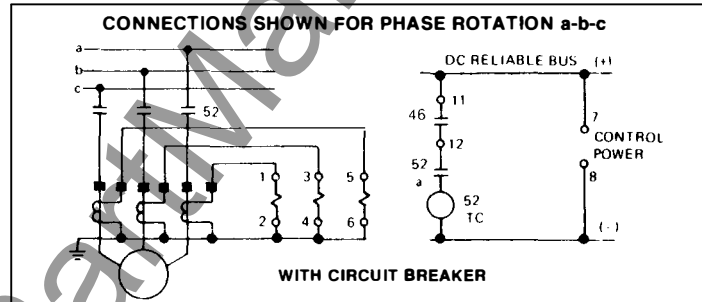 CONNECTIONS SHOWN FOR PHASE ROTATION a-b-c
a
b
c
52
1
3
5
2
4
6
DC RELIABLE BUS
(+)
11
46
12
52
a
52
TC
7
CONTROL
POWER
8
(-)
WITH CIRCUIT BREAKER